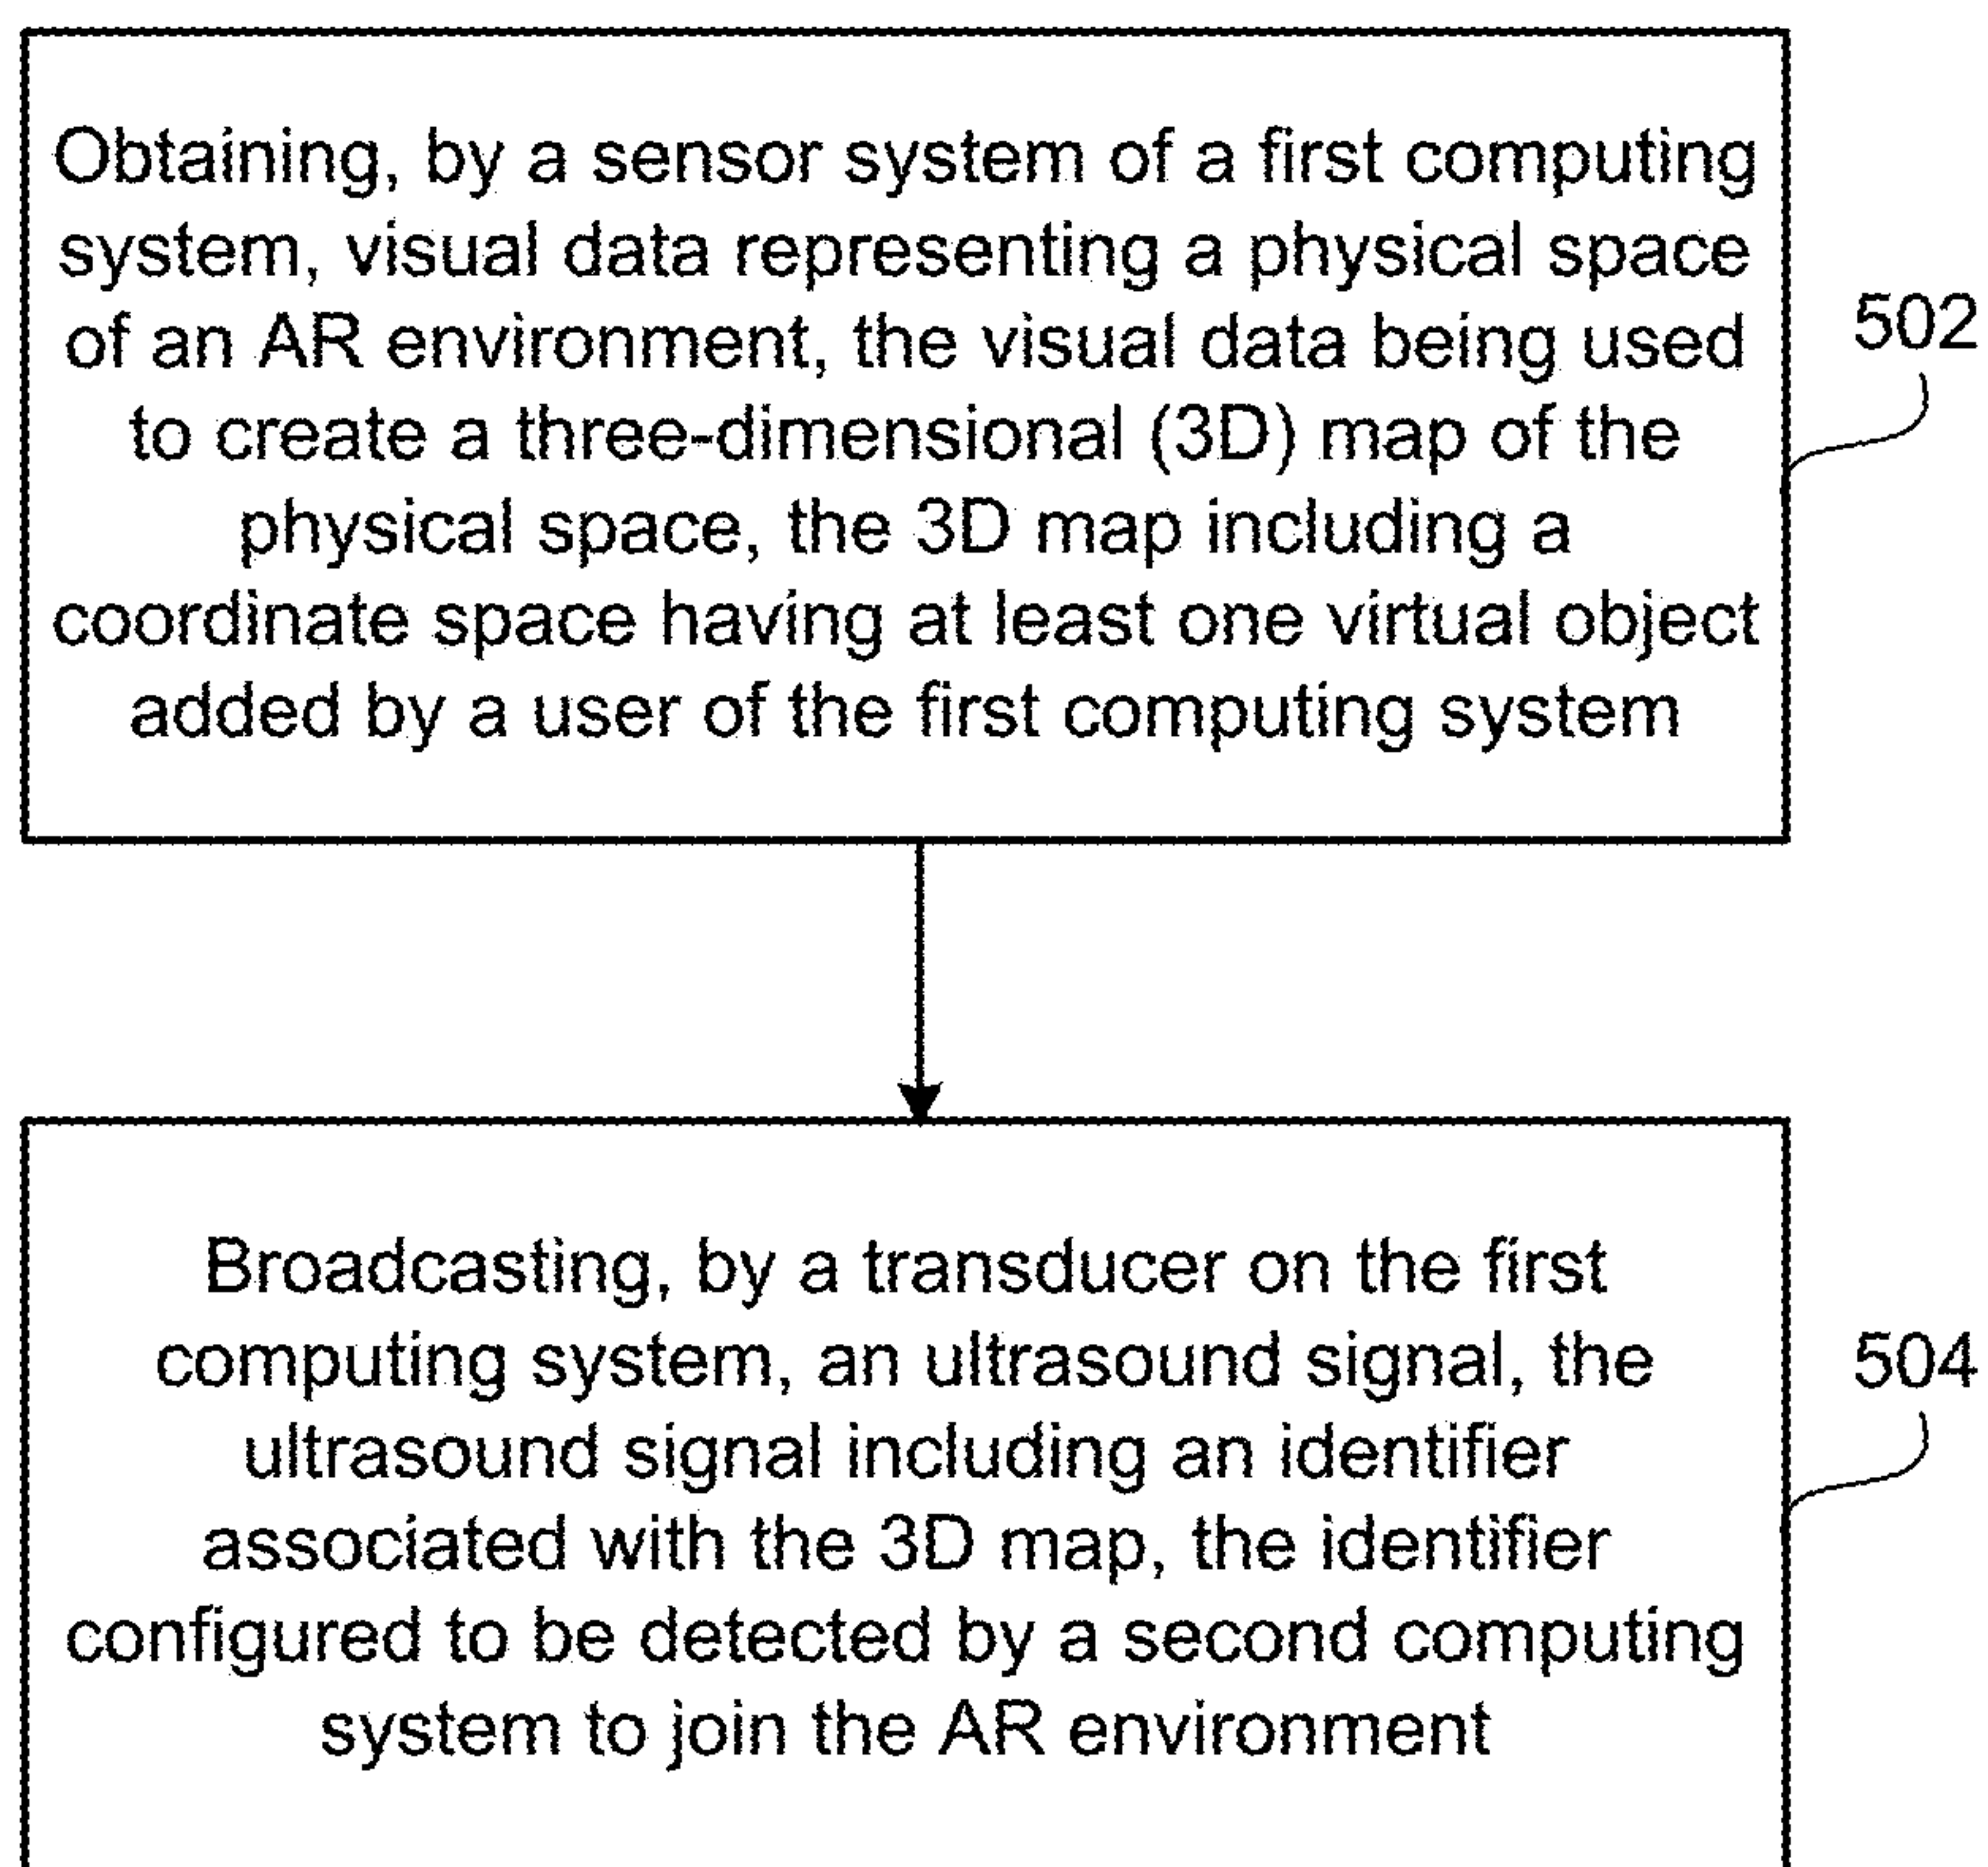 Obtaining, by a sensor system of a first computing
system, visual data representing a physical space
of an AR environment, the visual data being used
to create a three-dimensional (3D) map of the
physical space, the 3D map including a
coordinate space having at least one virtual object
added by a user of the first computing system
502
Broadcasting, by a transducer on the first
computing system, an ultrasound signal, the
ultrasound signal including an identifier
associated with the 3D map, the identifier
configured to be detected by a second computing
system to join the AR environment
504